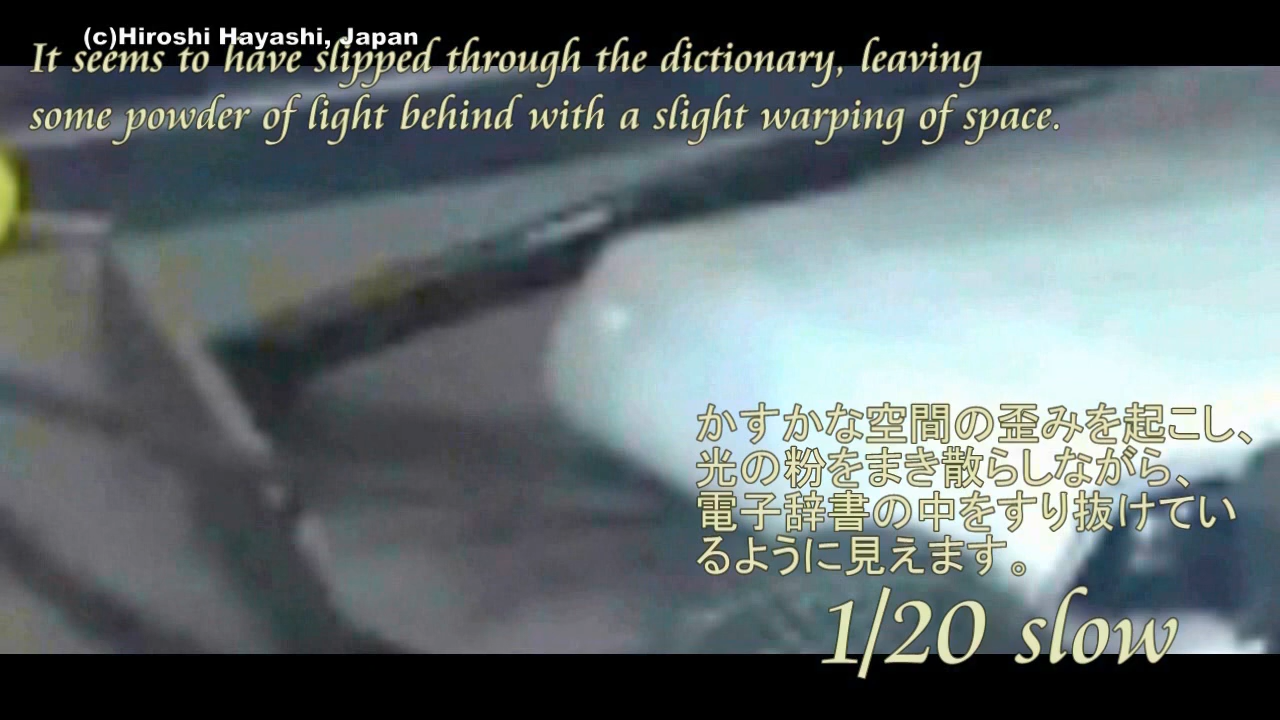 (c)Hiroshi Hayashi, Japan
It seems to have slipped through the dictionary, leaving
some powder of light behind with a slight warping of space.
かすかな空間の歪みを起こし、
光の粉をまき散らしながら、
電子辞書の中をすり抜けてい
るように見えます。
1/20 slow